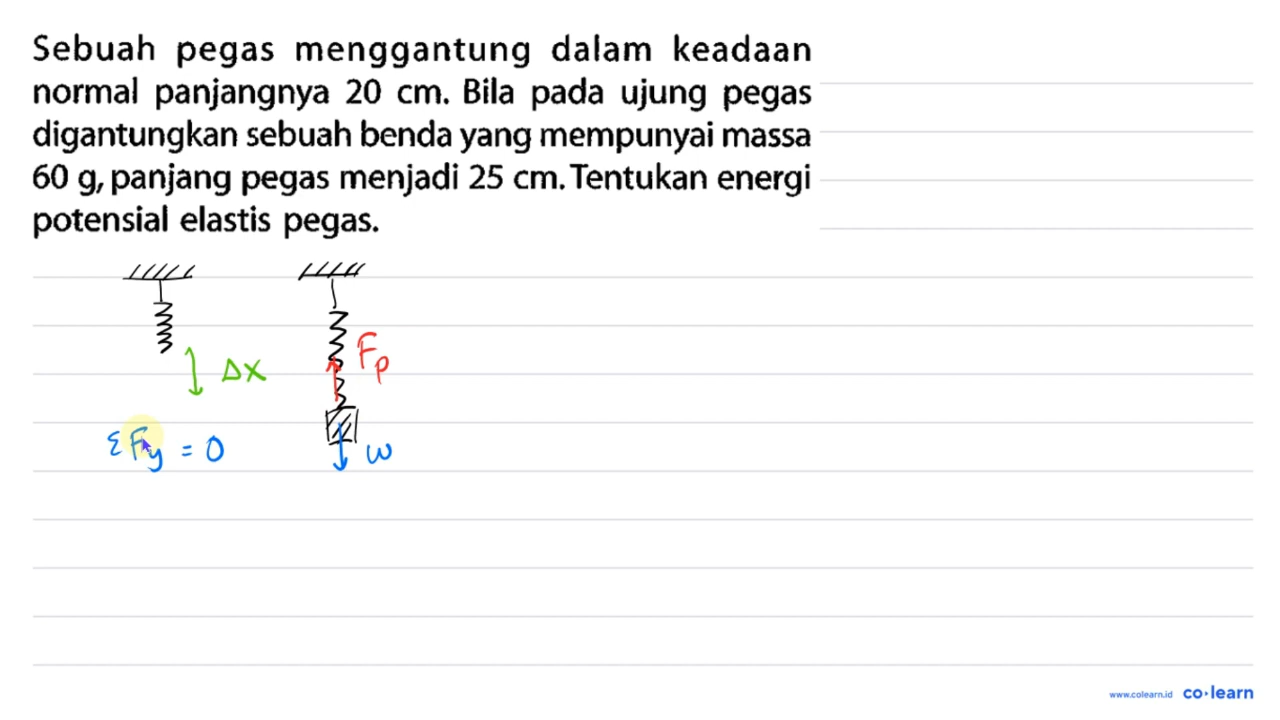 Sebuah pegas menggantung dalam keadaan
normal panjangnya 20 cm. Bila pada ujung pegas
digantungkan sebuah benda yang mempunyai massa
60 g, panjang pegas menjadi 25 cm. Tentukan energi
potensial elastis pegas.
Fp
Δx
ΣFy = 0
w
www.colearn.id co·learn